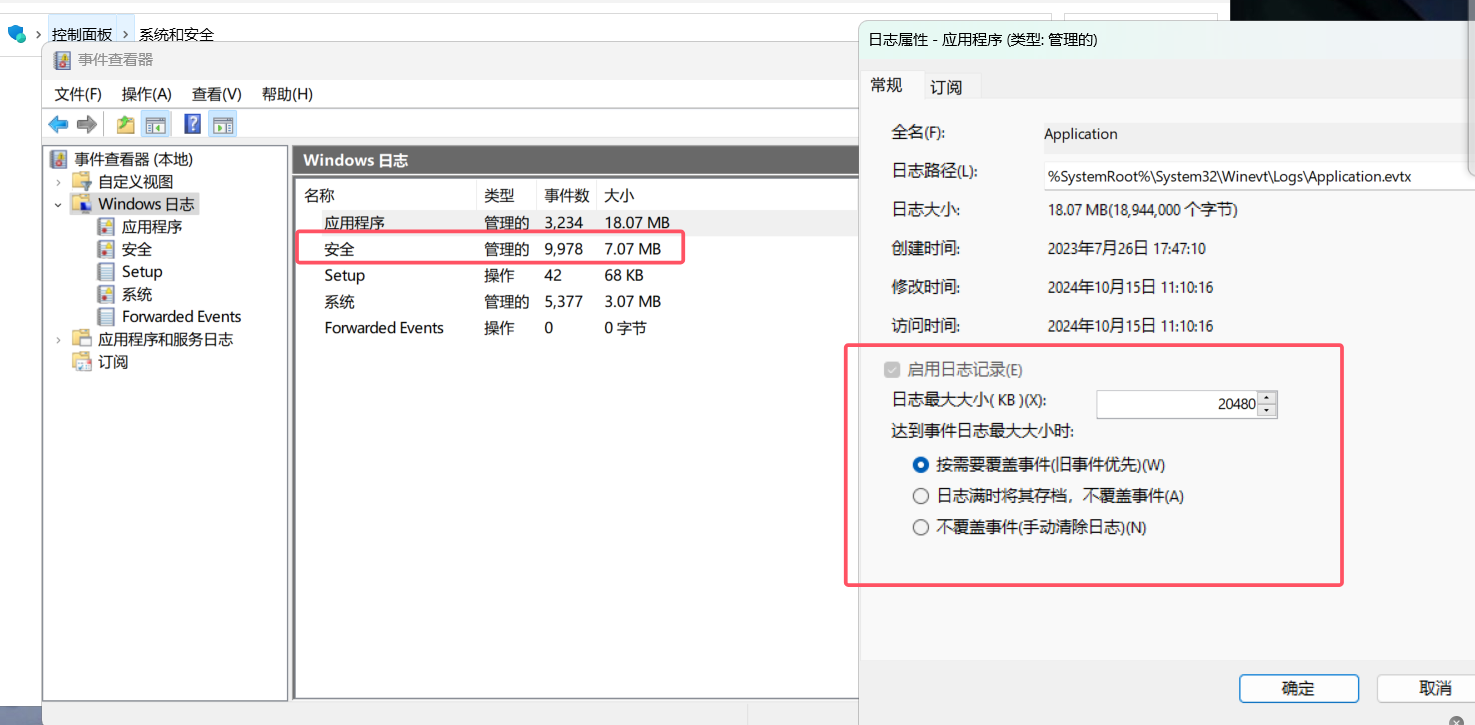 控制面板 > 系统和安全
事件查看器
文件(F) 操作(A) 查看(V) 帮助(H)
事件查看器 (本地)
自定义视图
Windows 日志
应用程序
安全
Setup
系统
Forwarded Events
应用程序和服务日志
订阅
Windows 日志
名称 类型 事件数 大小
应用程序 管理的 3,234 18.07 MB
安全 管理的 9,978 7.07 MB
Setup 操作 42 68 KB
系统 管理的 5,377 3.07 MB
Forwarded Events 操作 0 0 字节
日志属性 - 应用程序 (类型: 管理的)
常规 订阅
全名(F): Application
日志路径(L): %SystemRoot%\System32\Winevt\Logs\Application.evtx
日志大小: 18.07 MB(18,944,000 个字节)
创建时间: 2023年7月26日 17:47:10
修改时间: 2024年10月15日 11:10:16
访问时间: 2024年10月15日 11:10:16
启用日志记录(E)
日志最大大小( KB )(X): 20480
达到事件日志最大大小时:
按需要覆盖事件(旧事件优先)(W)
日志满时将其存档，不覆盖事件(A)
不覆盖事件(手动清除日志)(N)
确定 取消